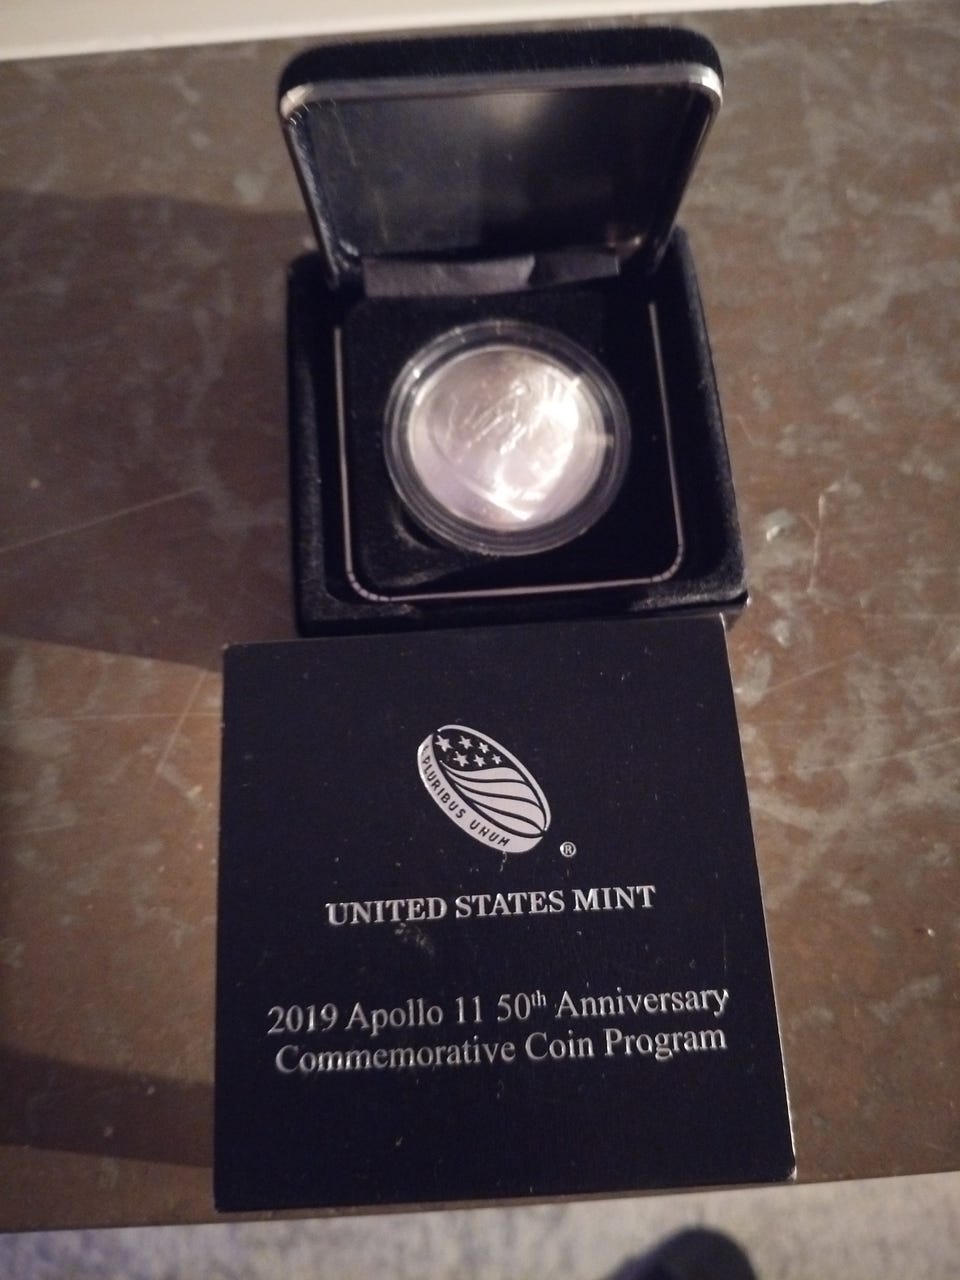 E PLURIBUS UNUM
®
UNITED STATES MINT
2019 Apollo 11 50th Anniversary
Commemorative Coin Program